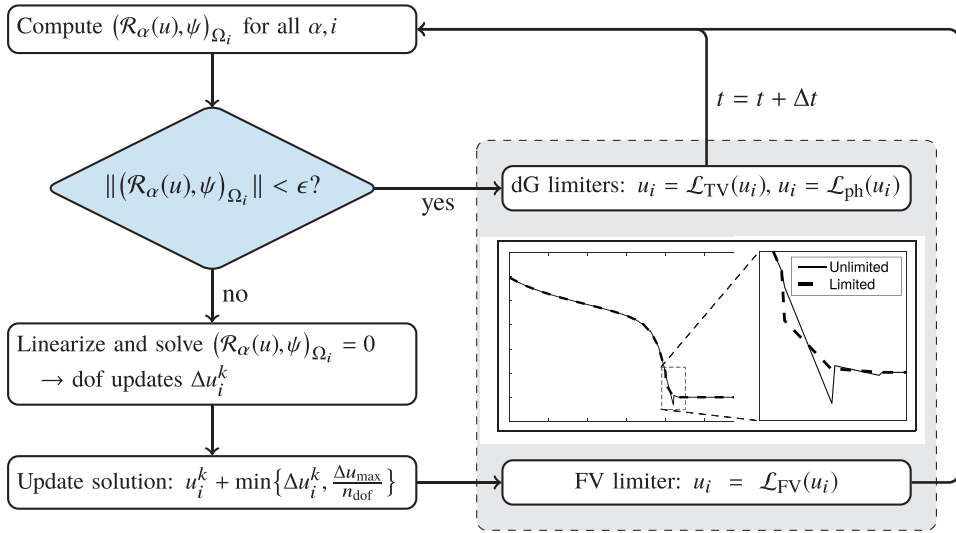 Compute (ℛ_α(u), ψ)_{Ω_i} for all α, i
‖(ℛ_α(u), ψ)_{Ω_i}‖ < ϵ?
yes
no
Linearize and solve (ℛ_α(u), ψ)_{Ω_i} = 0
→ dof updates Δu_i^k
Update solution: u_i^k + min{Δu_i^k, Δu_max/n_dof}
t = t + Δt
dG limiters: u_i = ℒ_TV(u_i), u_i = ℒ_ph(u_i)
Unlimited
Limited
FV limiter: u_i = ℒ_FV(u_i)